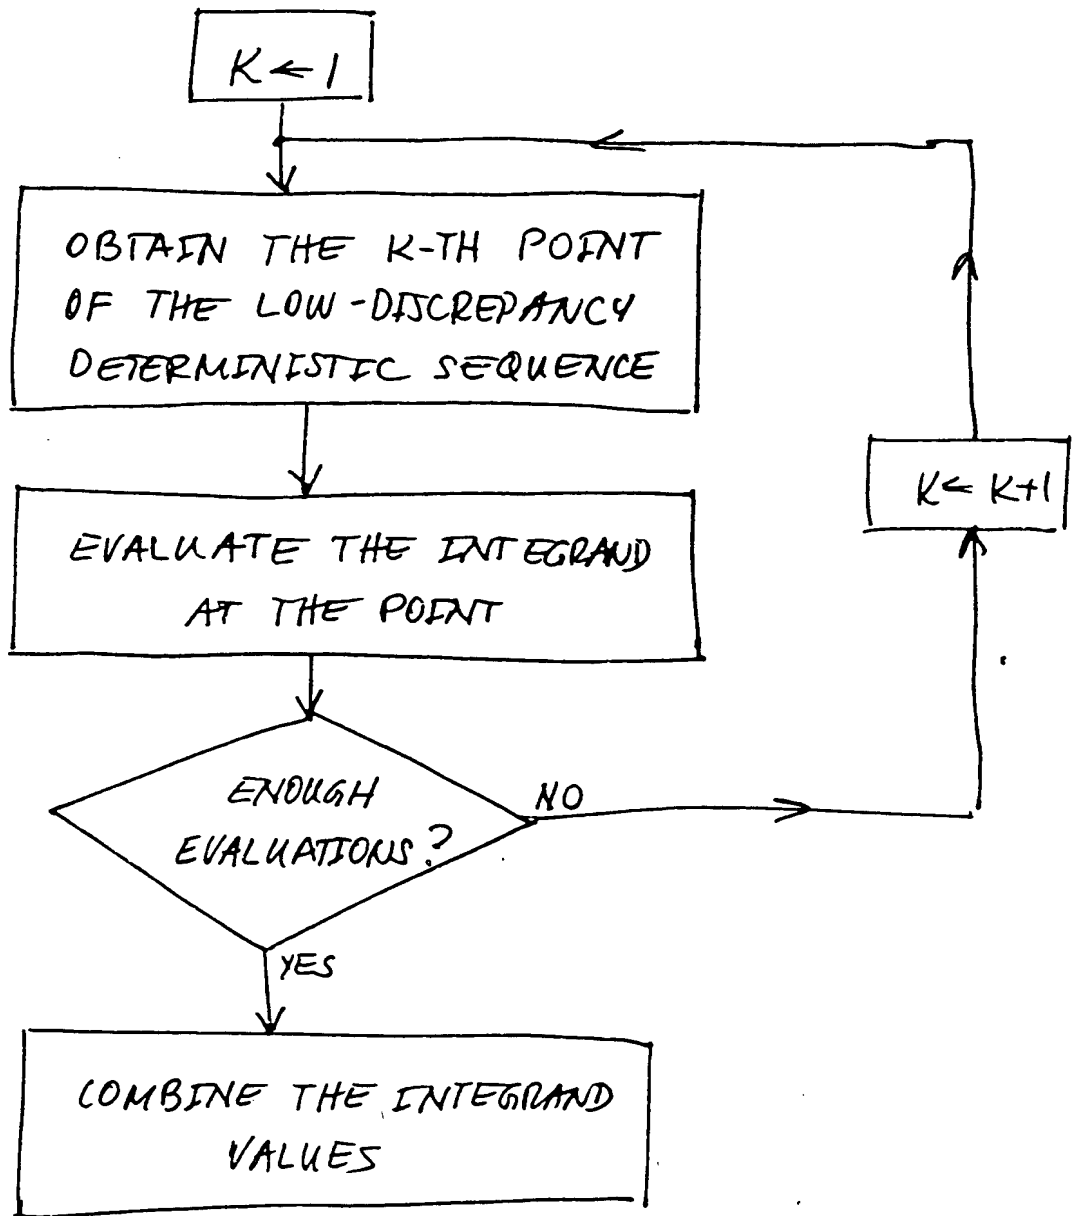 K ← 1
OBTAIN THE K-TH POINT
OF THE LOW-DISCREPANCY
DETERMINISTIC SEQUENCE
EVALUATE THE INTEGRAND
AT THE POINT
ENOUGH
EVALUATIONS?
NO
K ← K+1
YES
COMBINE THE INTEGRAND
VALUES